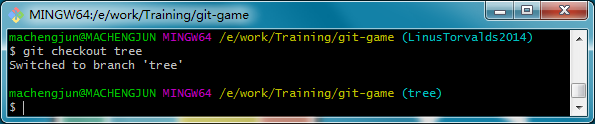 MINGW64:/e/work/Training/git-game
machengjun@MACHENGJUN MINGW64 /e/work/Training/git-game (LinusTorvalds2014)
$ git checkout tree
Switched to branch 'tree'
machengjun@MACHENGJUN MINGW64 /e/work/Training/git-game (tree)
$